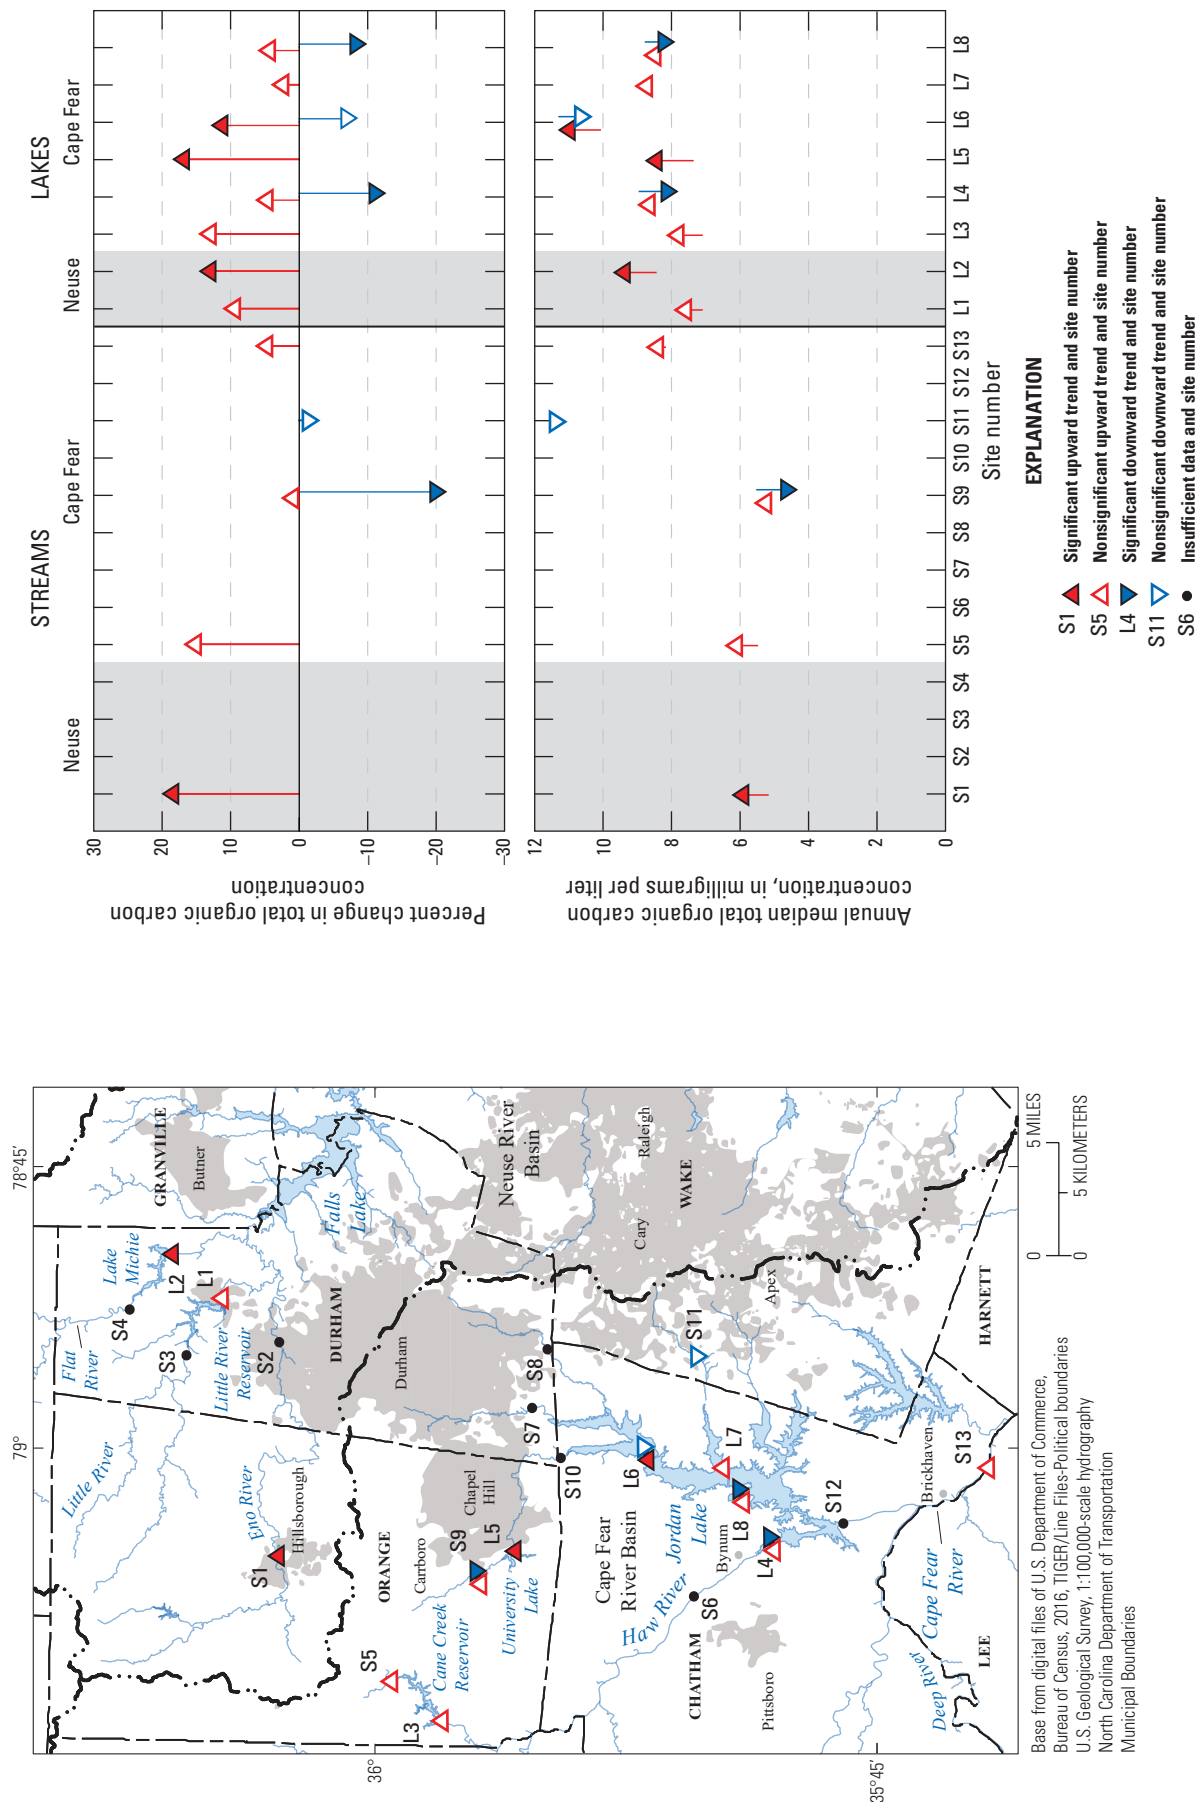 STREAMS
LAKES
Neuse
Cape Fear
Neuse
Cape Fear
Percent change in total organic carbon
concentration
30
20
10
0
−10
−20
−30
Annual median total organic carbon
concentration, in milligrams per liter
12
10
8
6
4
2
0
S1
S2
S3
S4
S5
S6
S7
S8
S9
S10
S11
S12
S13
L1
L2
L3
L4
L5
L6
L7
L8
Site number
EXPLANATION
S1 Significant upward trend and site number
S5 Nonsignificant upward trend and site number
L4 Significant downward trend and site number
S11 Nonsignificant downward trend and site number
S6 Insufficient data and site number
79°
78°45'
36°
35°45'
Flat
River
S4
Lake
Michie
GRANVILLE
Butner
L2
L1
S3
Little River
Little River
Reservoir
S2
Eno River
S1
Hillsborough
DURHAM
Falls
Lake
ORANGE
Durham
S5
Carrboro
Chapel
Hill
S9
L5
Cane Creek
Reservoir
L3
University
Lake
S7
S8
S10
Neuse River
Basin
Raleigh
WAKE
Cary
Cape Fear
River Basin
L6
Jordan
Lake
Haw River
S6
Bynum
L8
L7
L4
S11
Apex
CHATHAM
Pittsboro
S12
Brickhaven
S13
Cape Fear
River
Deep River
LEE
HARNETT
Base from digital files of U.S. Department of Commerce,
Bureau of Census, 2016, TIGER/Line Files-Political boundaries
U.S. Geological Survey, 1:100,000-scale hydrography
North Carolina Department of Transportation
Municipal Boundaries
0 5 MILES
0 5 KILOMETERS